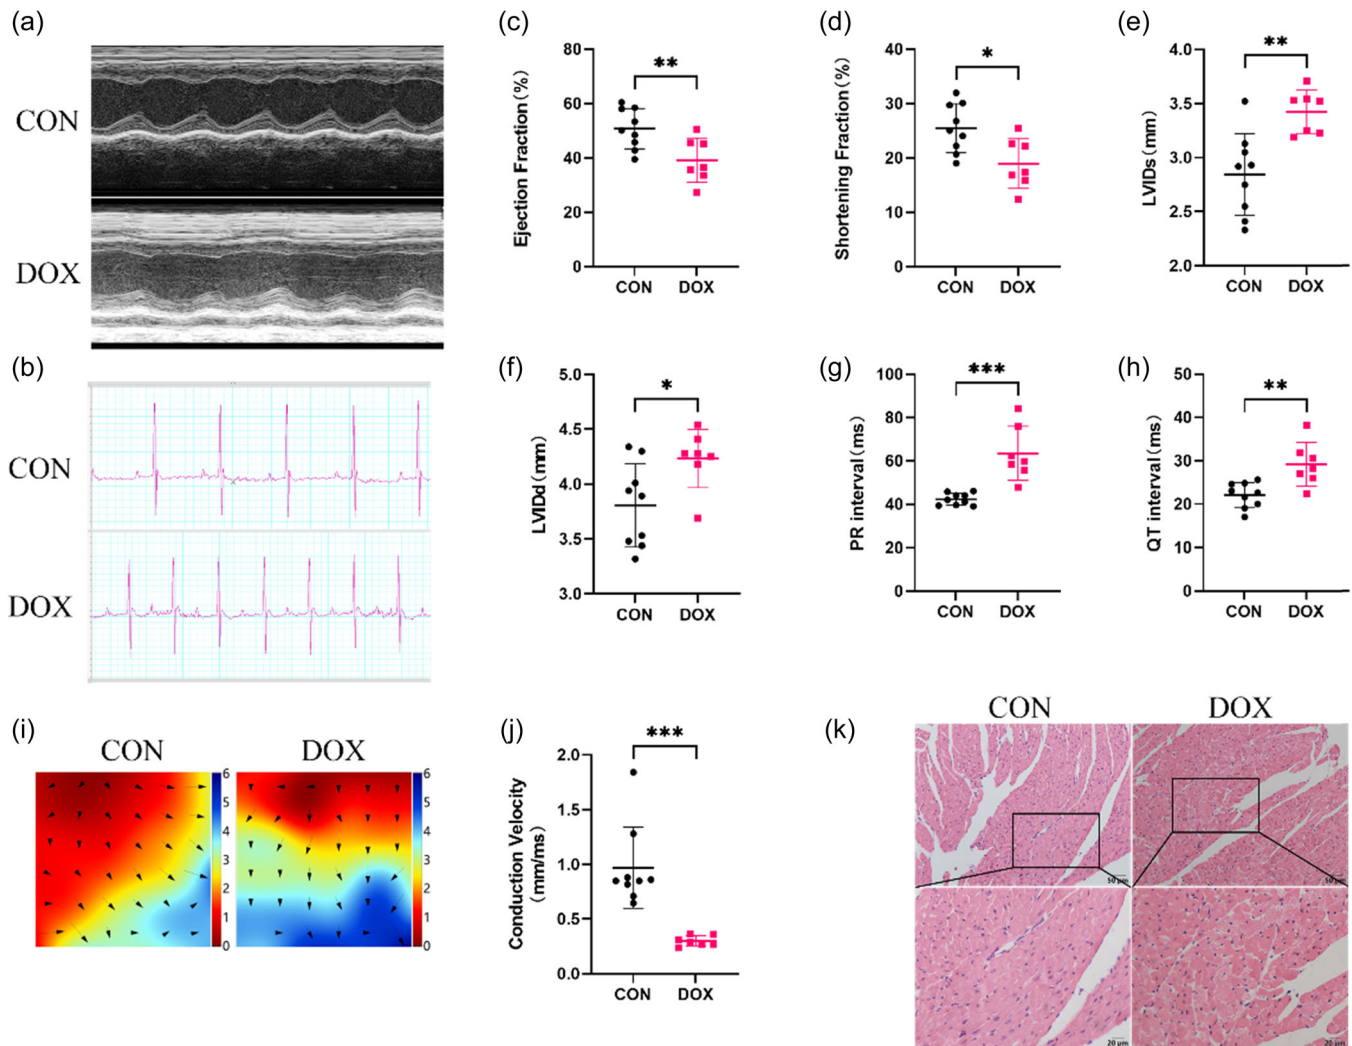 (a)
CON
DOX
(b)
CON
DOX
(c)
Ejection Fraction (%)
80
60
40
20
0
**
CON DOX
(d)
Shortening Fraction (%)
40
30
20
10
0
*
CON DOX
(e)
LVIDs (mm)
4.0
3.5
3.0
2.5
2.0
**
CON DOX
(f)
LVIDd (mm)
5.0
4.5
4.0
3.5
3.0
*
CON DOX
(g)
PR interval (ms)
100
80
60
40
20
0
***
CON DOX
(h)
QT interval (ms)
50
40
30
20
10
0
**
CON DOX
(i)
CON DOX
6
5
4
3
2
1
0
6
5
4
3
2
1
0
(j)
Conduction Velocity
(mm/ms)
2.0
1.5
1.0
0.5
0.0
***
CON DOX
(k)
CON DOX
50 μm
50 μm
20 μm
20 μm